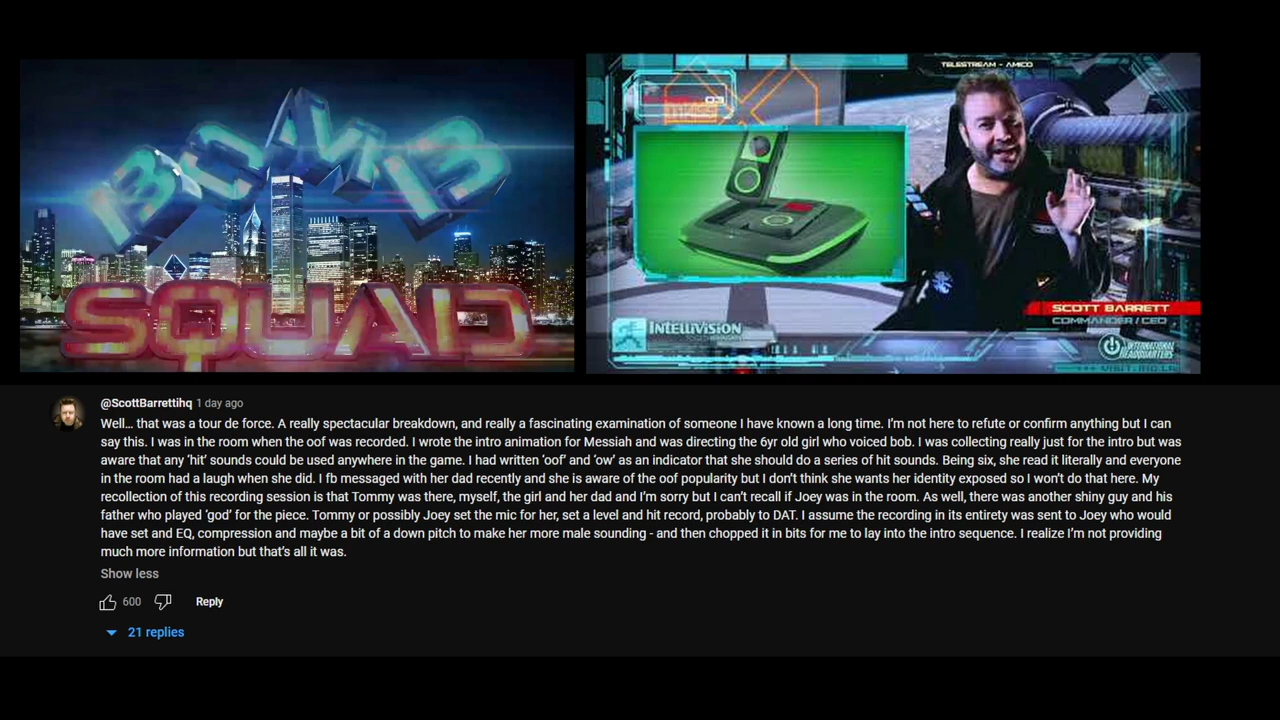 BOMB
SQUAD
TELESTREAM - AMICO
03
INTELLIVISION
SCOTT BARRETT
COMMANDER / CEO
INTERNATIONAL
HEADQUARTERS
@ScottBarrettihq 1 day ago
Well... that was a tour de force. A really spectacular breakdown, and really a fascinating examination of someone I have known a long time. I'm not here to refute or confirm anything but I can
say this. I was in the room when the oof was recorded. I wrote the intro animation for Messiah and was directing the 6yr old girl who voiced bob. I was collecting really just for the intro but was
aware that any 'hit' sounds could be used anywhere in the game. I had written 'oof' and 'ow' as an indicator that she should do a series of hit sounds. Being six, she read it literally and everyone
in the room had a laugh when she did. I fb messaged with her dad recently and she is aware of the oof popularity but I don't think she wants her identity exposed so I won't do that here. My
recollection of this recording session is that Tommy was there, myself, the girl and her dad and I'm sorry but I can't recall if Joey was in the room. As well, there was another shiny guy and his
father who played 'god' for the piece. Tommy or possibly Joey set the mic for her, set a level and hit record, probably to DAT. I assume the recording in its entirety was sent to Joey who would
have set and EQ, compression and maybe a bit of a down pitch to make her more male sounding - and then chopped it in bits for me to lay into the intro sequence. I realize I'm not providing
much more information but that's all it was.
Show less
600 Reply
21 replies